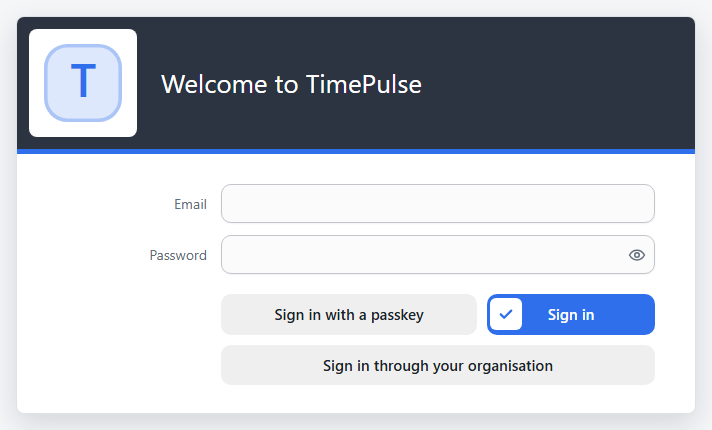 T
Welcome to TimePulse
Email
Password
Sign in with a passkey
Sign in
Sign in through your organisation